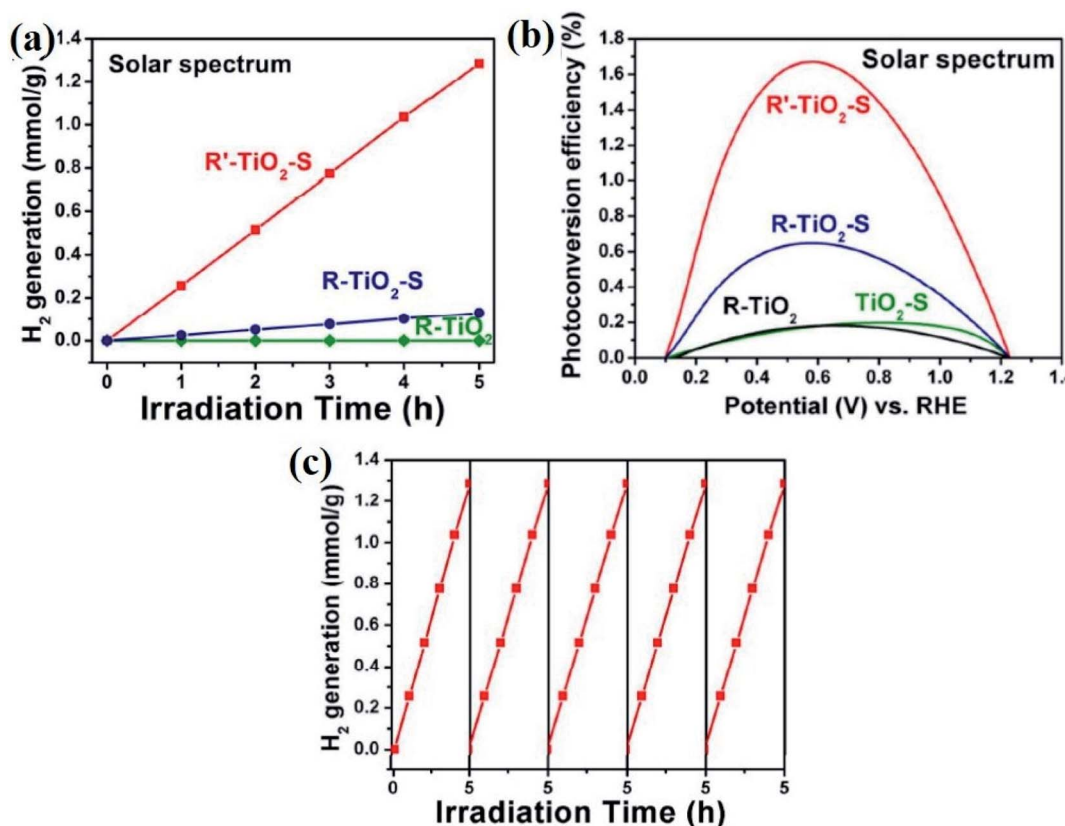 (a)
H2 generation (mmol/g)
1.4
1.2
1.0
0.8
0.6
0.4
0.2
0.0
Solar spectrum
R'-TiO2-S
R-TiO2-S
R-TiO2
0 1 2 3 4 5
Irradiation Time (h)
(b)
Photoconversion efficiency (%)
1.8
1.6
1.4
1.2
1.0
0.8
0.6
0.4
0.2
0.0
Solar spectrum
R'-TiO2-S
R-TiO2-S
R-TiO2
TiO2-S
0.0 0.2 0.4 0.6 0.8 1.0 1.2 1.4
Potential (V) vs. RHE
(c)
H2 generation (mmol/g)
1.4
1.2
1.0
0.8
0.6
0.4
0.2
0.0
0 5 5 5 5 5
Irradiation Time (h)